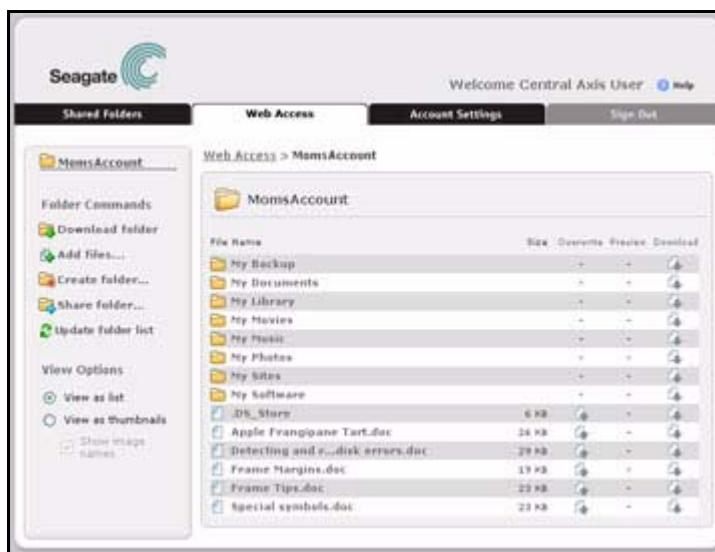 Seagate
Welcome Central Axis User Help
Shared Folders Web Access Account Settings Sign Out
MomsAccount
Folder Commands
Download folder
Add files...
Create folder...
Share folder...
Update folder list
View Options
View as list
View as thumbnails
Show image names
Web Access > MomsAccount
MomsAccount
File Name Size Overwrite Preview Download
My Backup - -
My Documents - -
My Library - -
My Movies - -
My Music - -
My Photos - -
My Sites - -
My Software - -
.DS_Store 6 KB -
Apple Frangipane Tart.doc 26 KB -
Detecting and r...disk errors.doc 29 KB -
Frame Margins.doc 19 KB -
Frame Tips.doc 23 KB -
Special symbols.doc 23 KB -